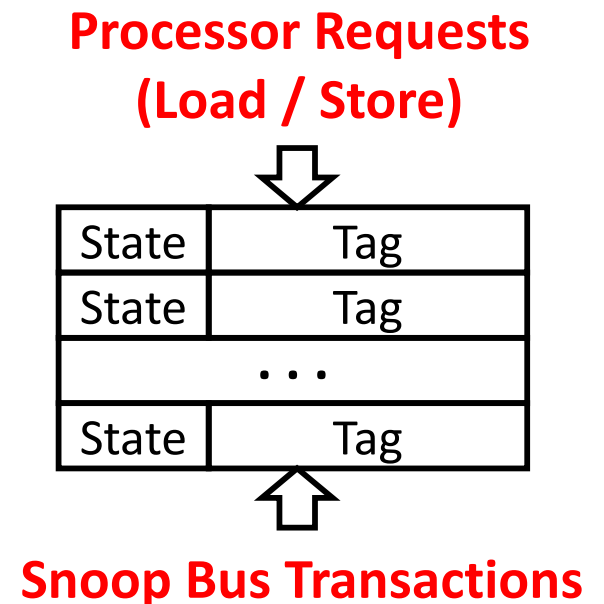 Processor Requests
(Load / Store)
State Tag
State Tag
. . .
State Tag
Snoop Bus Transactions